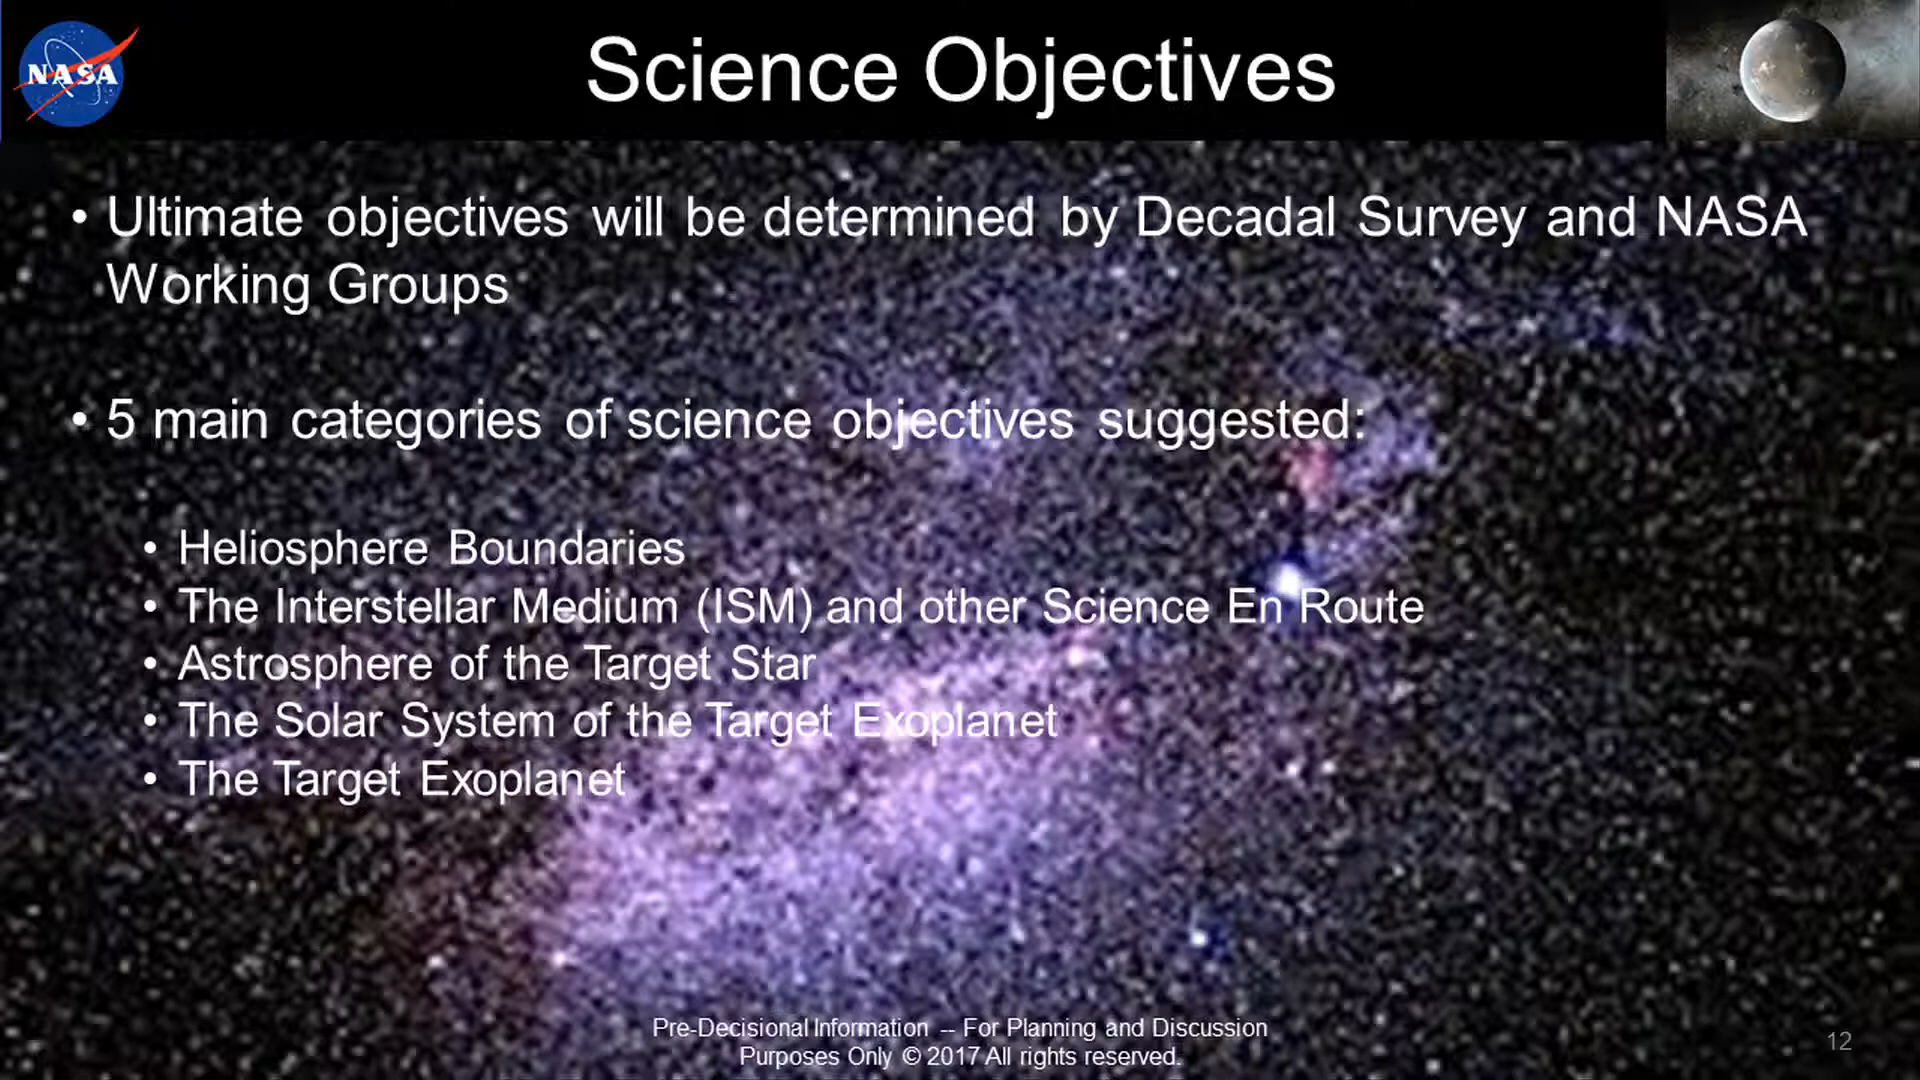 NASA
Science Objectives
• Ultimate objectives will be determined by Decadal Survey and NASA
Working Groups
• 5 main categories of science objectives suggested:
• Heliosphere Boundaries
• The Interstellar Medium (ISM) and other Science En Route
• Astrosphere of the Target Star
• The Solar System of the Target Exoplanet
• The Target Exoplanet
Pre-Decisional Information -- For Planning and Discussion
Purposes Only © 2017 All rights reserved.
12